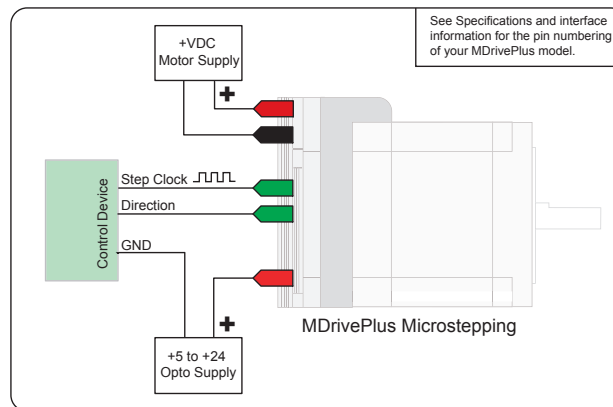 See Specifications and interface
information for the pin numbering
of your MDrivePlus model.
+VDC
Motor Supply
+
Control Device
Step Clock
Direction
GND
+
MDrivePlus Microstepping
+5 to +24
Opto Supply